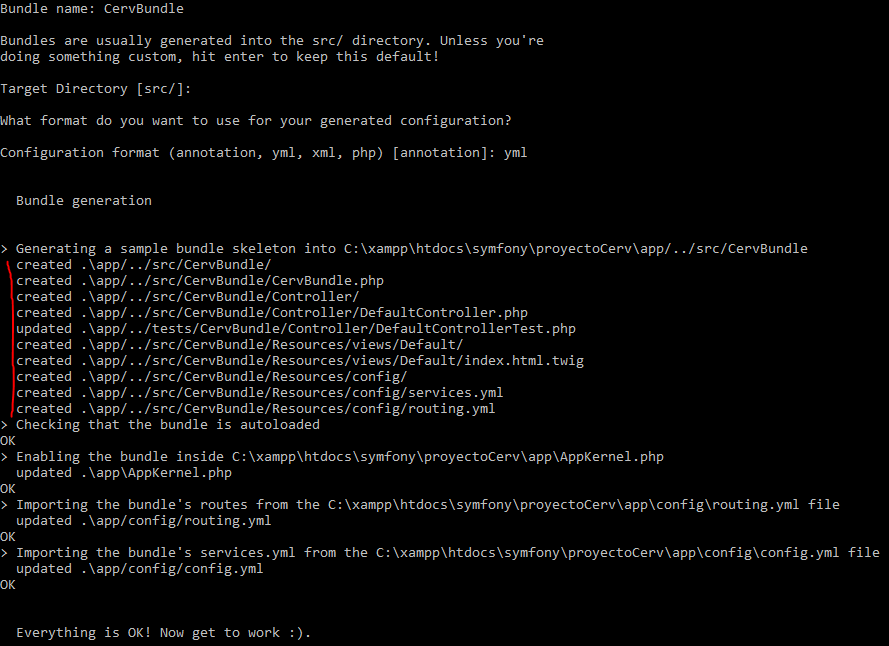 Bundle name: CervBundle
Bundles are usually generated into the src/ directory. Unless you're
doing something custom, hit enter to keep this default!
Target Directory [src/]:
What format do you want to use for your generated configuration?
Configuration format (annotation, yml, xml, php) [annotation]: yml
Bundle generation
> Generating a sample bundle skeleton into C:\xampp\htdocs\symfony\proyectoCerv\app/../src/CervBundle
created .\app/../src/CervBundle/
created .\app/../src/CervBundle/CervBundle.php
created .\app/../src/CervBundle/Controller/
created .\app/../src/CervBundle/Controller/DefaultController.php
updated .\app/../tests/CervBundle/Controller/DefaultControllerTest.php
created .\app/../src/CervBundle/Resources/views/Default/
created .\app/../src/CervBundle/Resources/views/Default/index.html.twig
created .\app/../src/CervBundle/Resources/config/
created .\app/../src/CervBundle/Resources/config/services.yml
created .\app/../src/CervBundle/Resources/config/routing.yml
> Checking that the bundle is autoloaded
OK
> Enabling the bundle inside C:\xampp\htdocs\symfony\proyectoCerv\app\AppKernel.php
updated .\app\AppKernel.php
OK
> Importing the bundle's routes from the C:\xampp\htdocs\symfony\proyectoCerv\app\config\routing.yml file
updated .\app/config/routing.yml
OK
> Importing the bundle's services.yml from the C:\xampp\htdocs\symfony\proyectoCerv\app\config\config.yml file
updated .\app/config/config.yml
OK
Everything is OK! Now get to work :).